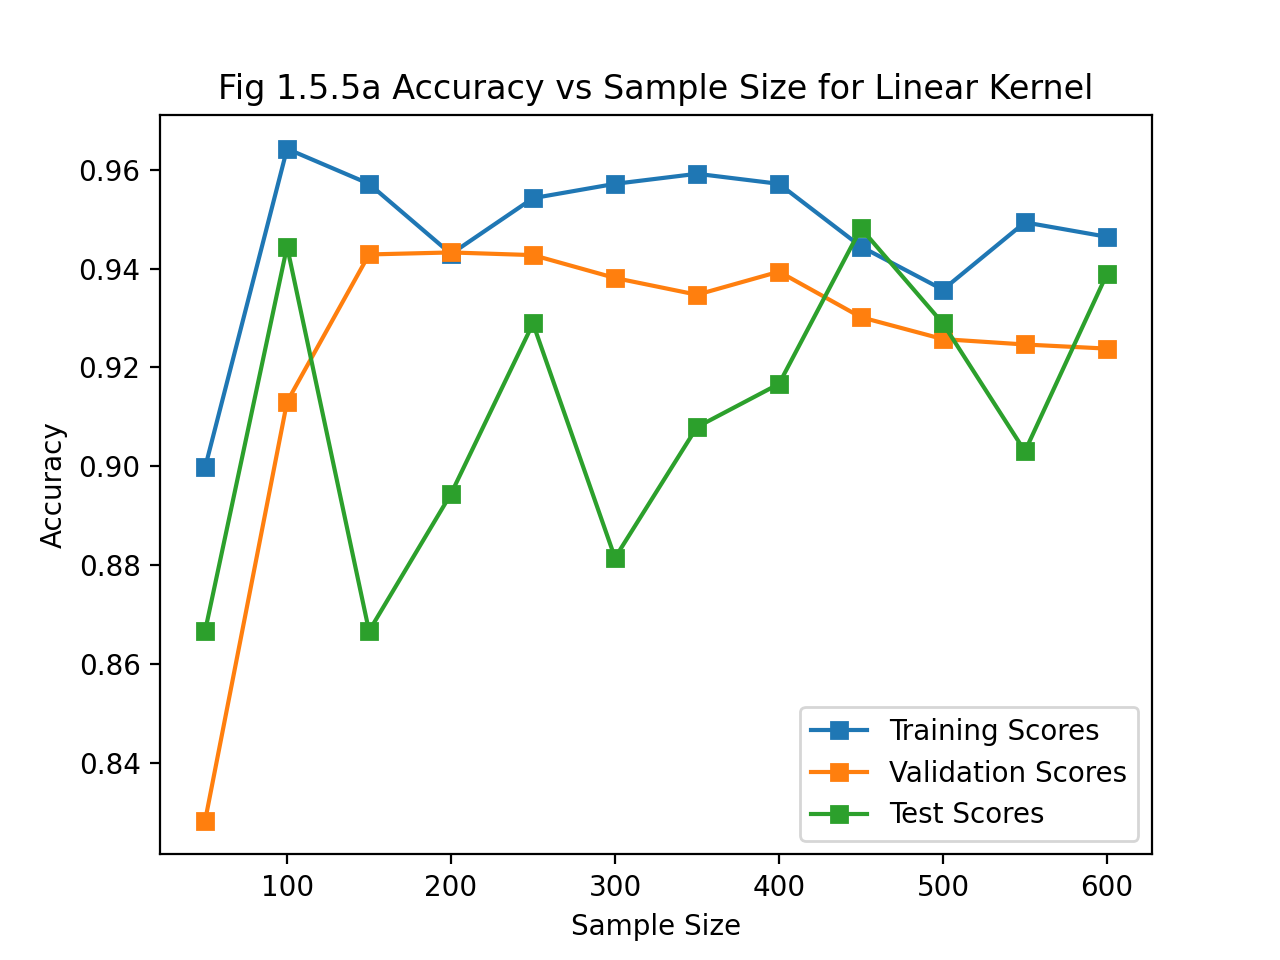 Fig 1.5.5a Accuracy vs Sample Size for Linear Kernel
0.96
0.94
0.92
0.90
0.88
0.86
0.84
Accuracy
100 200 300 400 500 600
Sample Size
Training Scores
Validation Scores
Test Scores